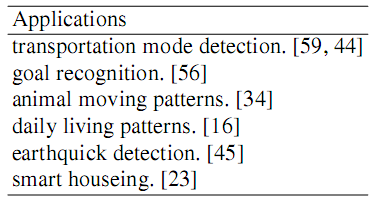 Applications
transportation mode detection. [59, 44]
goal recognition. [56]
animal moving patterns. [34]
daily living patterns. [16]
earthquick detection. [45]
smart houseing. [23]